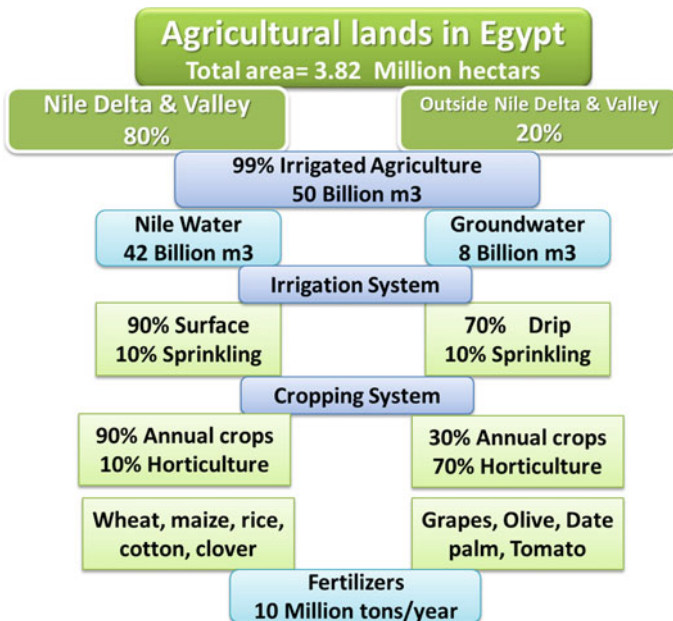 Agricultural lands in Egypt
Total area= 3.82 Million hectars
Nile Delta & Valley
80%
Outside Nile Delta & Valley
20%
99% Irrigated Agriculture
50 Billion m3
Nile Water
42 Billion m3
Groundwater
8 Billion m3
Irrigation System
90% Surface
10% Sprinkling
70% Drip
10% Sprinkling
Cropping System
90% Annual crops
10% Horticulture
30% Annual crops
70% Horticulture
Wheat, maize, rice,
cotton, clover
Grapes, Olive, Date
palm, Tomato
Fertilizers
10 Million tons/year